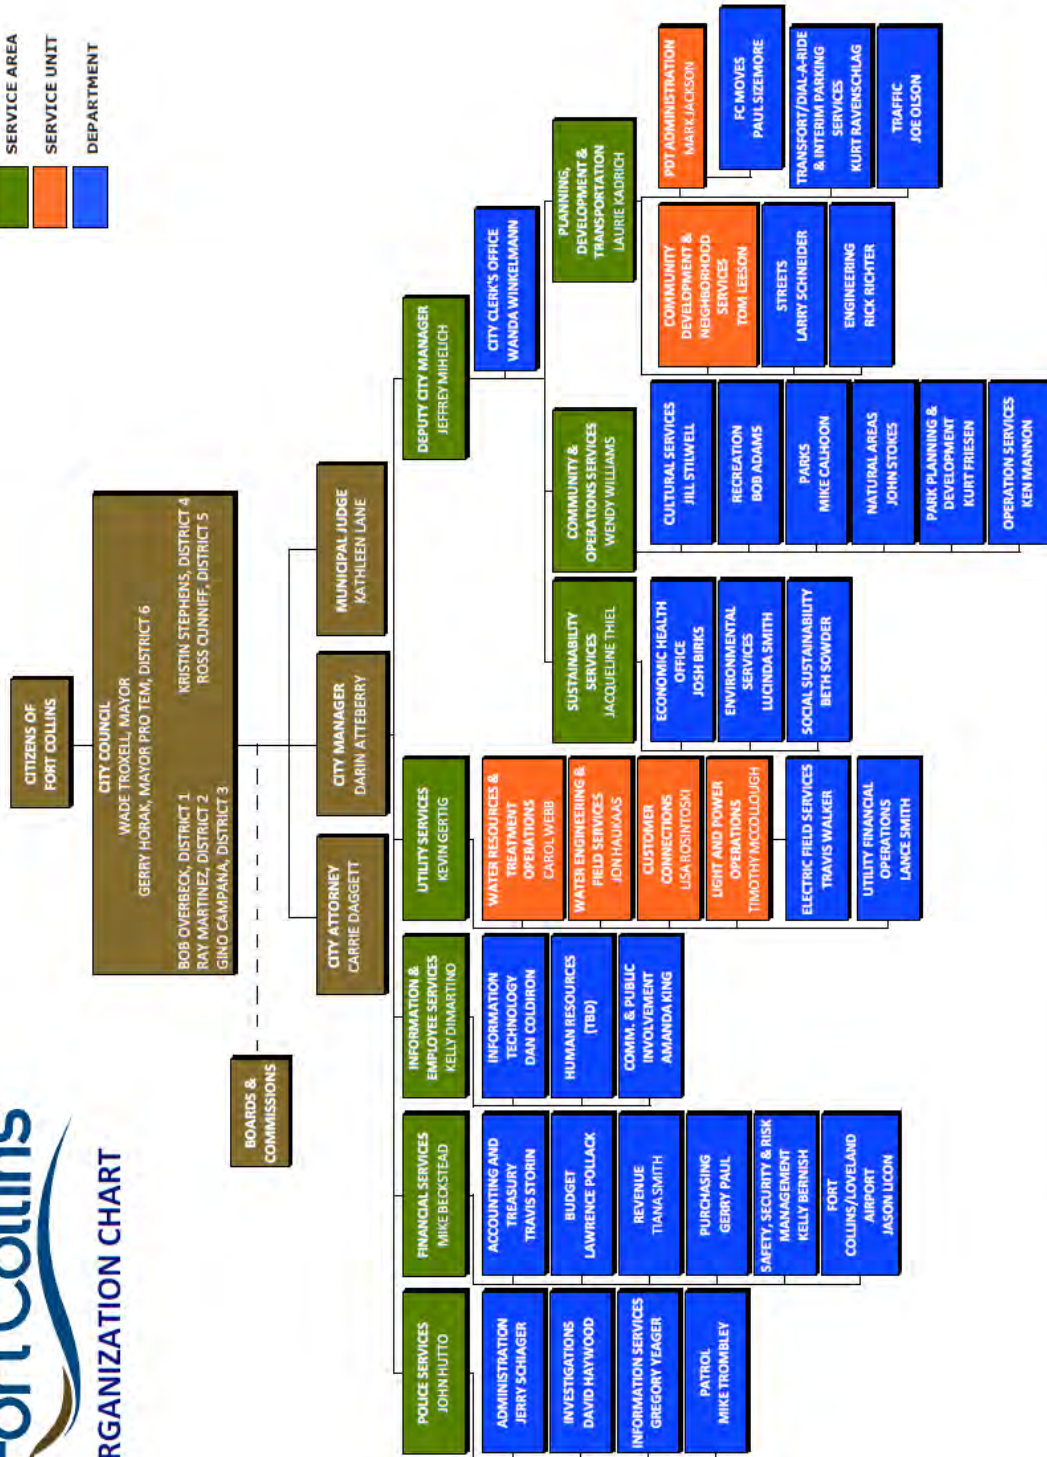 Fort Collins
RGANIZATION CHART
SERVICE AREA
SERVICE UNIT
DEPARTMENT
CITIZENS OF
FORT COLLINS
CITY COUNCIL
WADE TROXELL, MAYOR
GERRY HORAK, MAYOR PRO TEM, DISTRICT 6
BOB OVERBECK, DISTRICT 1
KRISTIN STEPHENS, DISTRICT 4
RAY MARTINEZ, DISTRICT 2
ROSS CUNNIFF, DISTRICT 5
GINO CAMPANA, DISTRICT 3
BOARDS &
COMMISSIONS
CITY ATTORNEY
CARRIE DAGGETT
CITY MANAGER
DARIN ATTEBERRY
MUNICIPAL JUDGE
KATHLEEN LANE
POLICE SERVICES
JOHN HUTTO
FINANCIAL SERVICES
MIKE BECKSTEAD
INFORMATION &
EMPLOYEE SERVICES
KELLY DIMARTINO
UTILITY SERVICES
KEVIN GERTIG
DEPUTY CITY MANAGER
JEFFREY MIHELICH
CITY CLERK'S OFFICE
WANDA WINKELMANN
ADMINISTRATION
JERRY SCHIAGER
INVESTIGATIONS
DAVID HAYWOOD
INFORMATION SERVICES
GREGORY YEAGER
PATROL
MIKE TROMBLEY
ACCOUNTING AND
TREASURY
TRAVIS STORIN
BUDGET
LAWRENCE POLLACK
REVENUE
TIANA SMITH
PURCHASING
GERRY PAUL
SAFETY, SECURITY & RISK
MANAGEMENT
KELLY BERNISH
FORT
COLLINS/LOVELAND
AIRPORT
JASON LICON
INFORMATION
TECHNOLOGY
DAN COLDIRON
HUMAN RESOURCES
(TBD)
COMM. & PUBLIC
INVOLVEMENT
AMANDA KING
WATER RESOURCES &
TREATMENT
OPERATIONS
CAROL WEBB
WATER ENGINEERING &
FIELD SERVICES
JON HAUKAAS
CUSTOMER
CONNECTIONS
LISA ROSINTOSKI
LIGHT AND POWER
OPERATIONS
TIMOTHY MCCOLLOUGH
ELECTRIC FIELD SERVICES
TRAVIS WALKER
UTILITY FINANCIAL
OPERATIONS
LANCE SMITH
SUSTAINABILITY
SERVICES
JACQUELINE THIEL
ECONOMIC HEALTH
OFFICE
JOSH BIRKS
ENVIRONMENTAL
SERVICES
LUCINDA SMITH
SOCIAL SUSTAINABILITY
BETH SOWDER
COMMUNITY &
OPERATIONS SERVICES
WENDY WILLIAMS
CULTURAL SERVICES
JILL STILWELL
RECREATION
BOB ADAMS
PARKS
MIKE CALHOON
NATURAL AREAS
JOHN STOKES
PARK PLANNING &
DEVELOPMENT
KURT FRIESEN
OPERATION SERVICES
KEN MANNON
PLANNING,
DEVELOPMENT &
TRANSPORTATION
LAURIE KADRICH
COMMUNITY
DEVELOPMENT &
NEIGHBORHOOD
SERVICES
TOM LEESON
STREETS
LARRY SCHNEIDER
ENGINEERING
RICK RICHTER
PDT ADMINISTRATION
MARK JACKSON
FC MOVES
PAUL SIZEMORE
TRANSFORT/DIAL-A-RIDE
& INTERIM PARKING
SERVICES
KURT RAVENSCHLAG
TRAFFIC
JOE OLSON